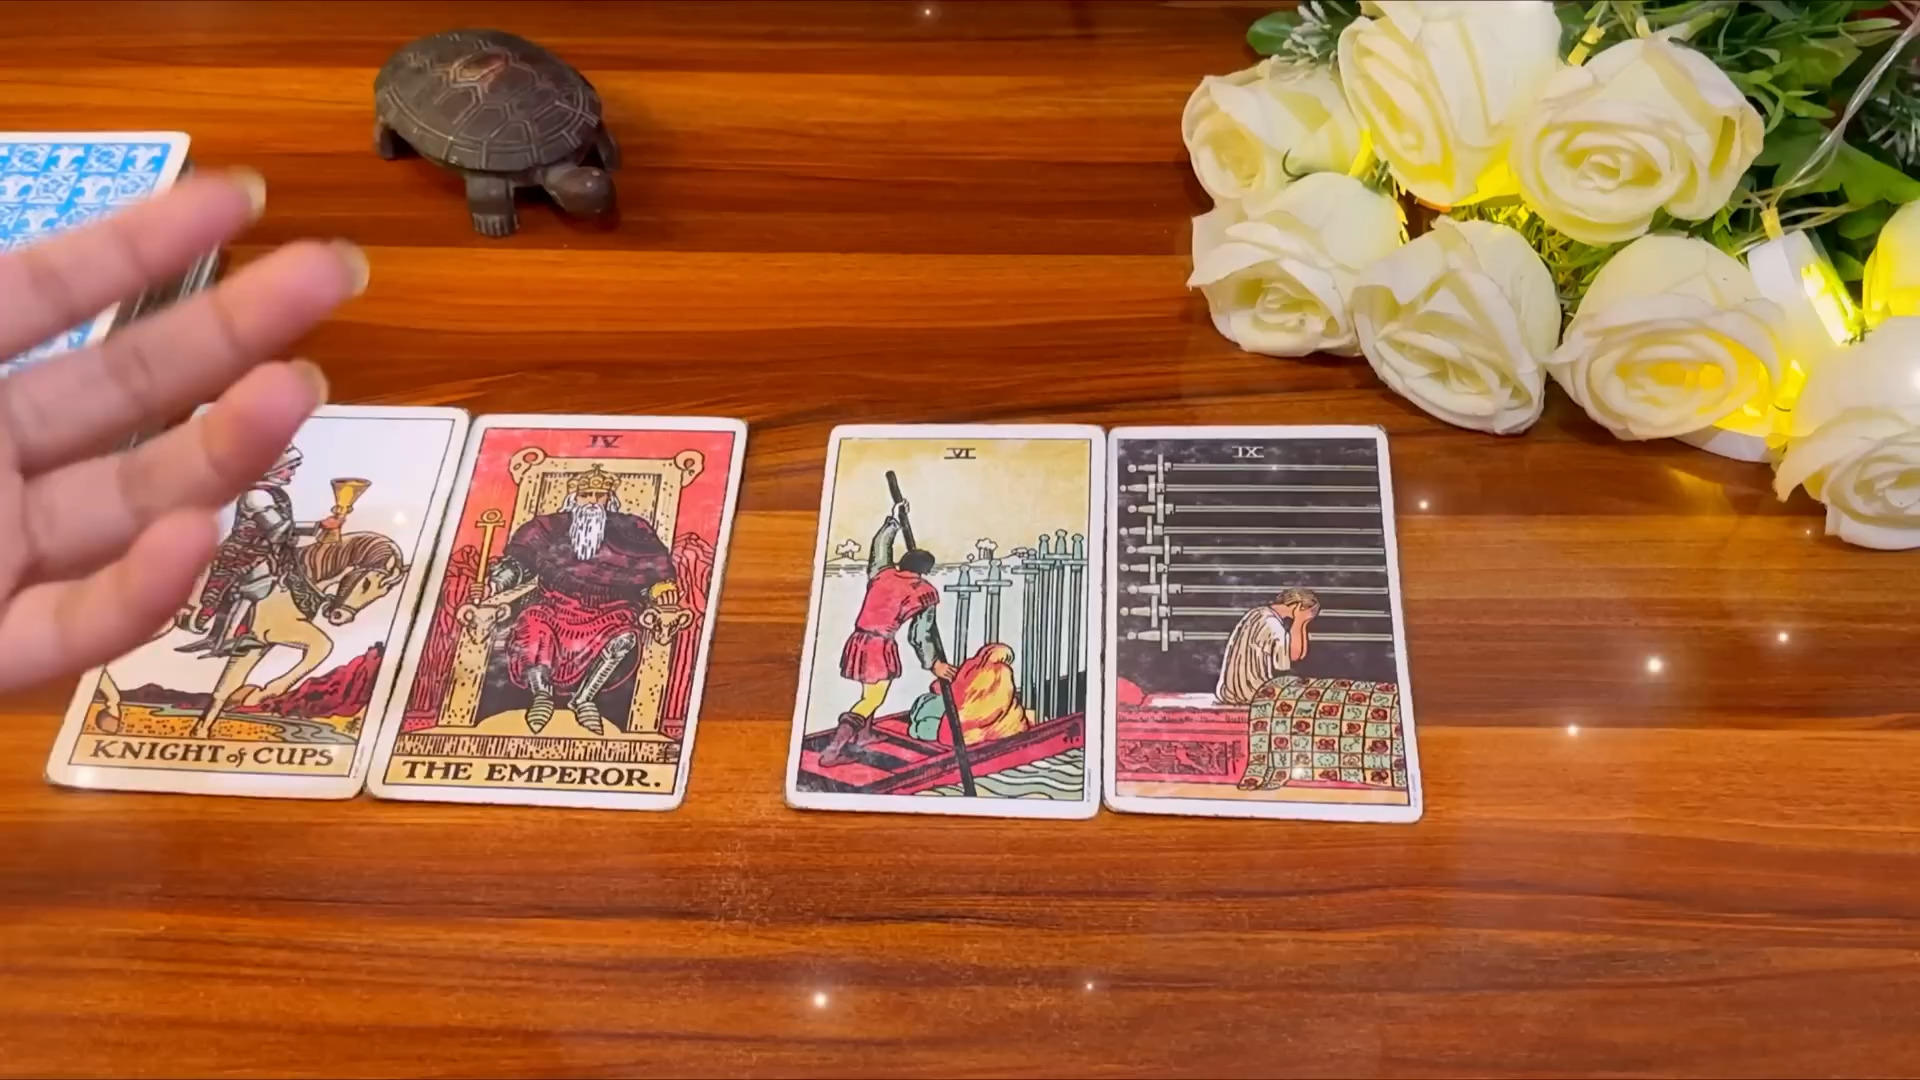 IV
VI
IX
KNIGHT of CUPS
THE EMPEROR.